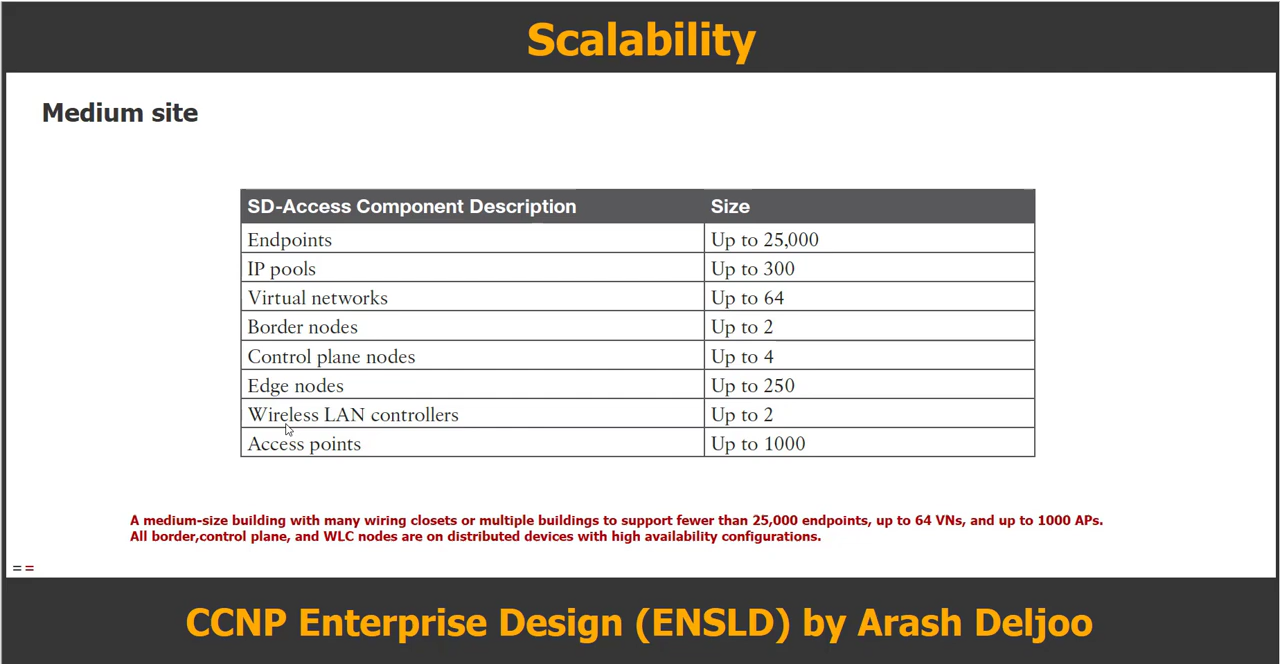 Scalability
Medium site
SD-Access Component Description Size
Endpoints Up to 25,000
IP pools Up to 300
Virtual networks Up to 64
Border nodes Up to 2
Control plane nodes Up to 4
Edge nodes Up to 250
Wireless LAN controllers Up to 2
Access points Up to 1000
A medium-size building with many wiring closets or multiple buildings to support fewer than 25,000 endpoints, up to 64 VNs, and up to 1000 APs.
All border,control plane, and WLC nodes are on distributed devices with high availability configurations.
= =
CCNP Enterprise Design (ENSLD) by Arash Deljoo